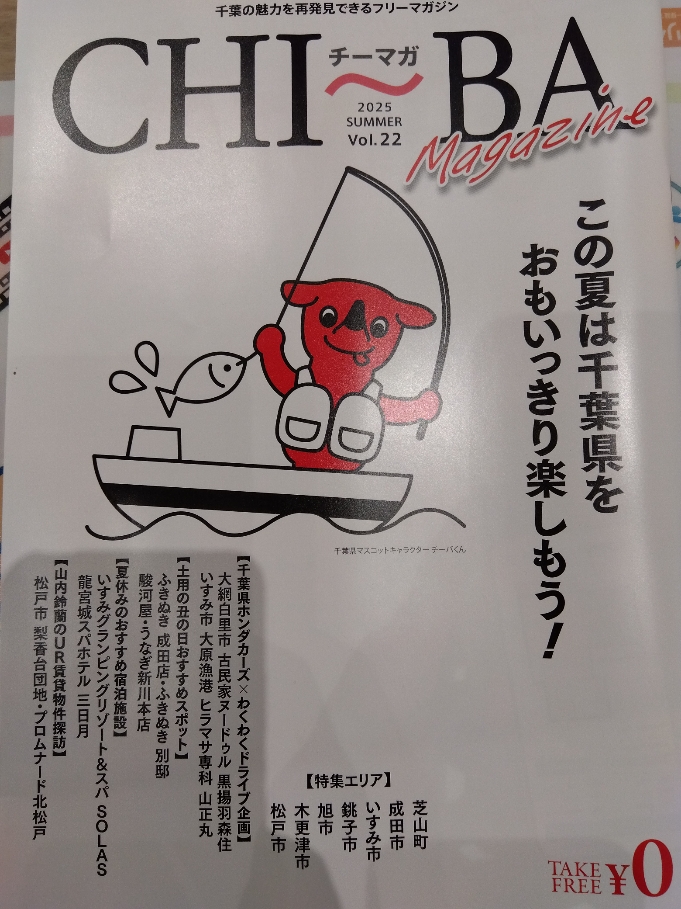 千葉の魅力を再発見できるフリーマガジン
CHI〜BA
チーマガ
2025
SUMMER
Vol.22
Magazine
この夏は千葉県を
おもいっきり楽しもう!
千葉県マスコットキャラクター チーバくん
【千葉県ホンダカーズ×わくわくドライブ企画】
大網白里市 古民家ヌードゥル 黒揚羽森住
いすみ市 大原漁港 ヒラマサ専科 山正丸
【土用の丑の日おすすめスポット】
ふきぬき 成田店・ふきぬき 別邸
駿河屋・うなぎ新川本店
【夏休みのおすすめ宿泊施設】
いすみグランピングリゾート&スパ SOLAS
龍宮城スパホテル 三日月
【山内鈴蘭のUR賃貸物件探訪】
松戸市 梨香台団地・プロムナード北松戸
【特集エリア】
芝山町
成田市
いすみ市
銚子市
旭市
木更津市
松戸市
TAKE
FREE
¥0